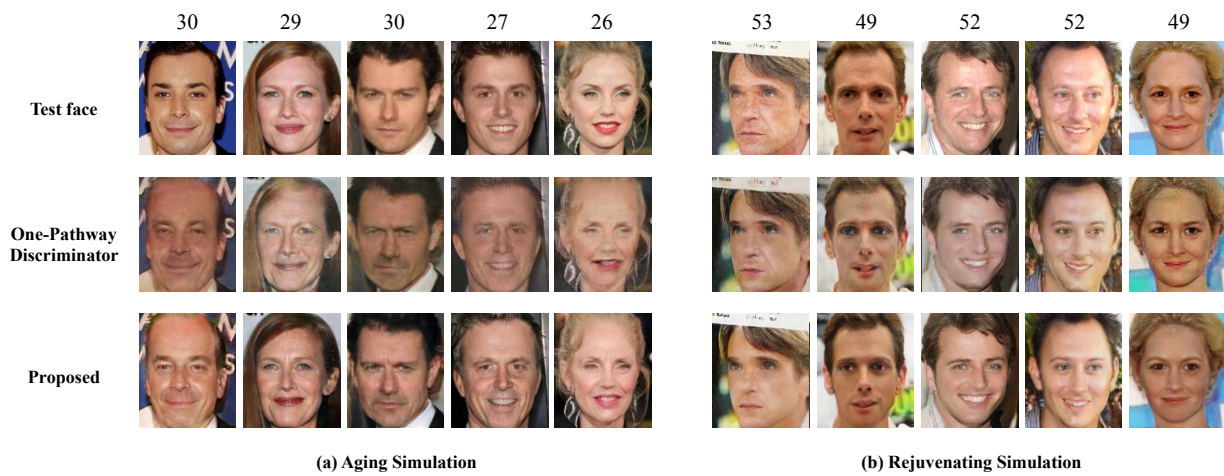 30 29 30 27 26 53 49 52 52 49
Test face
One-Pathway
Discriminator
Proposed
(a) Aging Simulation (b) Rejuvenating Simulation